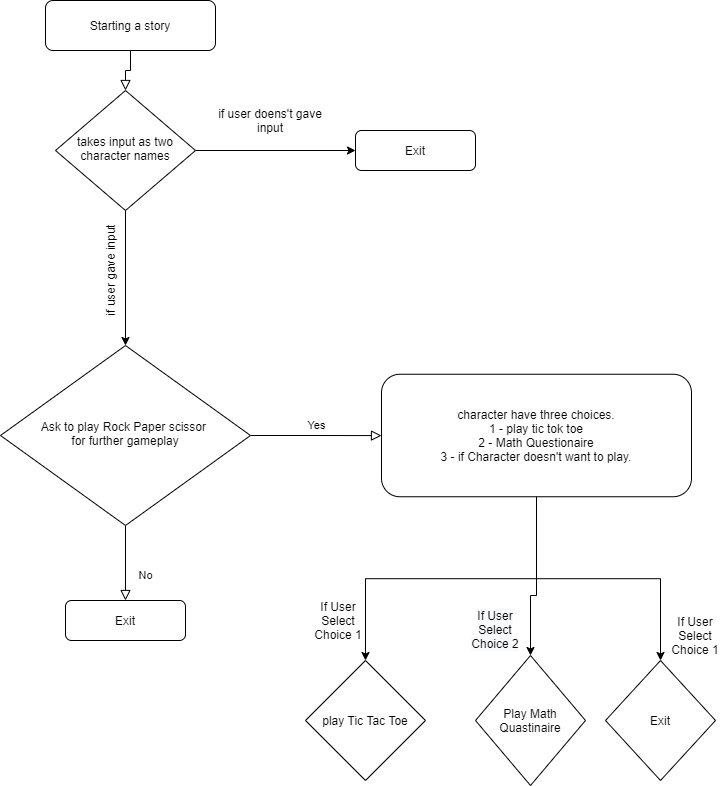 Starting a story
if user doens't gave
input
takes input as two
character names
Exit
if user gave input
Ask to play Rock Paper scissor
for further gameplay
Yes
character have three choices.
1 - play tic tok toe
2 - Math Questionaire
3 - if Character doesn't want to play.
No
Exit
If User
Select
Choice 1
If User
Select
Choice 2
If User
Select
Choice 1
play Tic Tac Toe
Play Math
Quastinaire
Exit